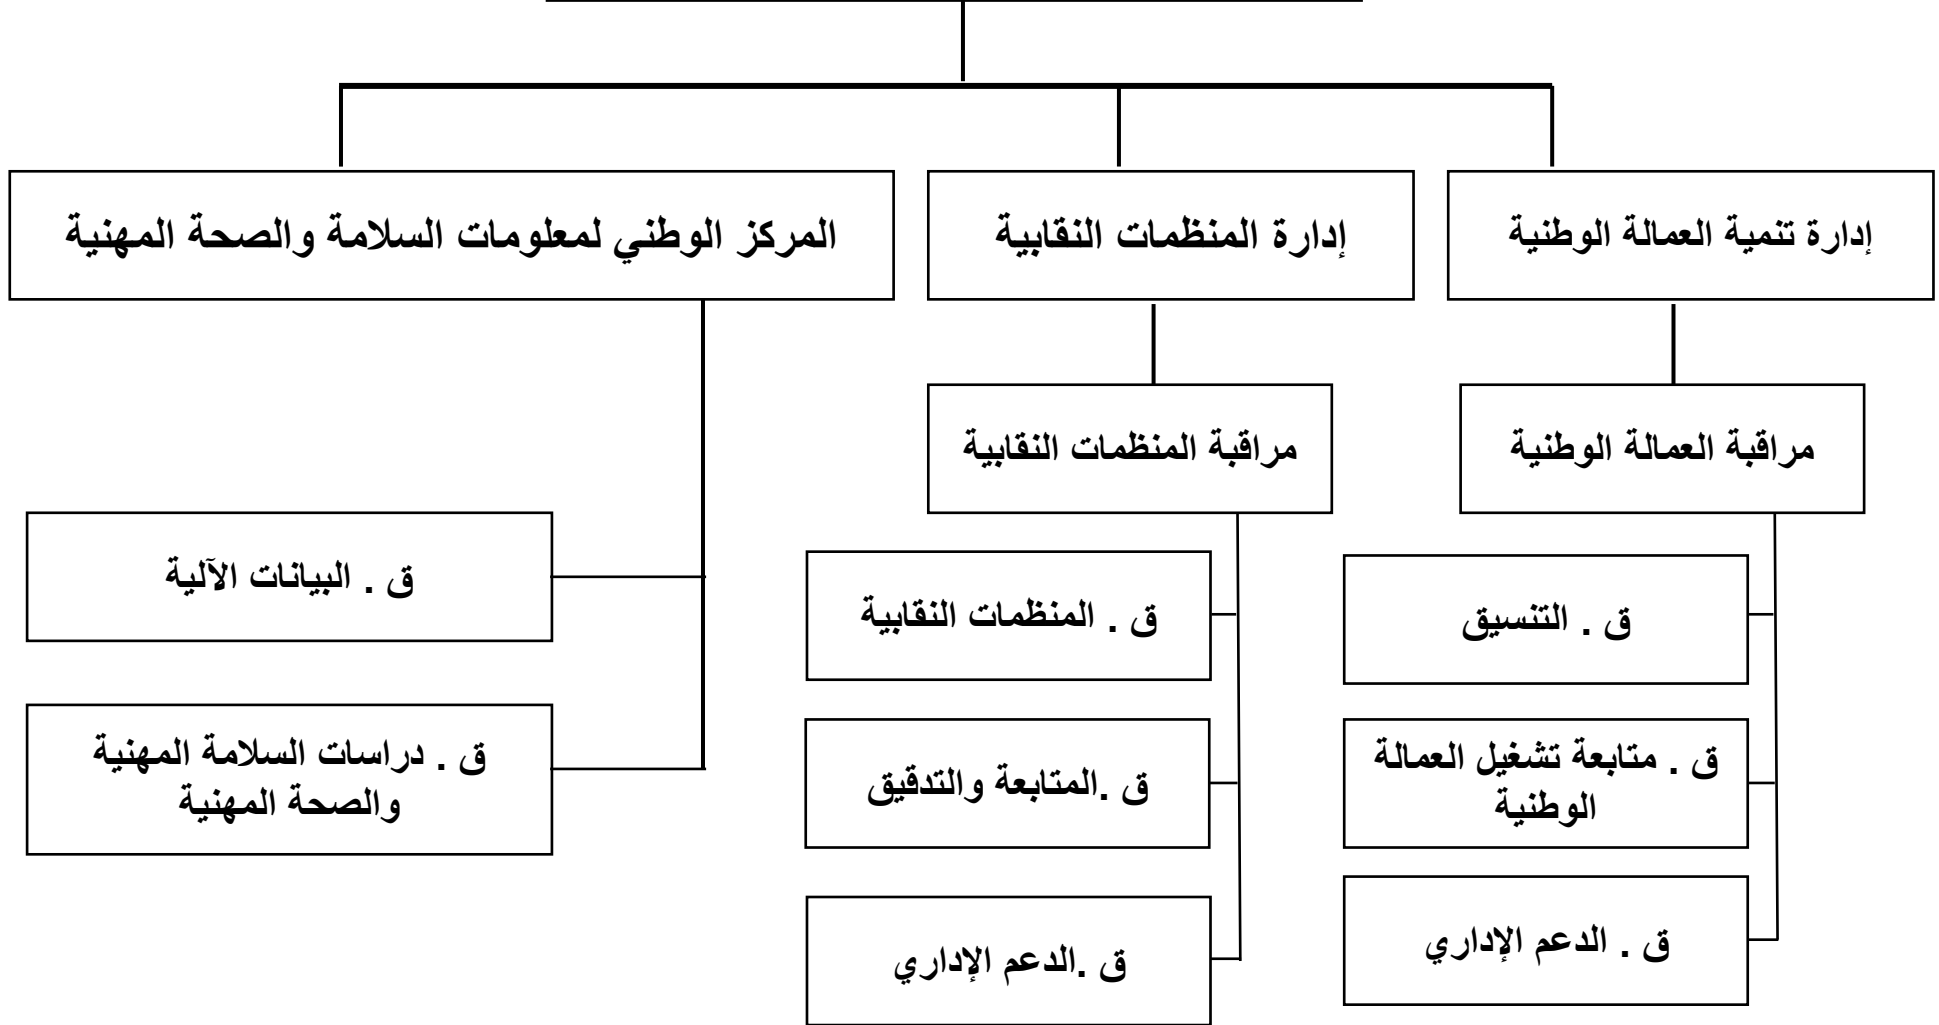 إدارة تنمية العمالة الوطنية
إدارة المنظمات النقابية
المركز الوطني لمعلومات السلامة والصحة المهنية
مراقبة العمالة الوطنية
مراقبة المنظمات النقابية
ق . التنسيق
ق . متابعة تشغيل العمالة
الوطنية
ق . الدعم الإداري
ق . المنظمات النقابية
ق .المتابعة والتدقيق
ق .الدعم الإداري
ق . البيانات الآلية
ق . دراسات السلامة المهنية
والصحة المهنية